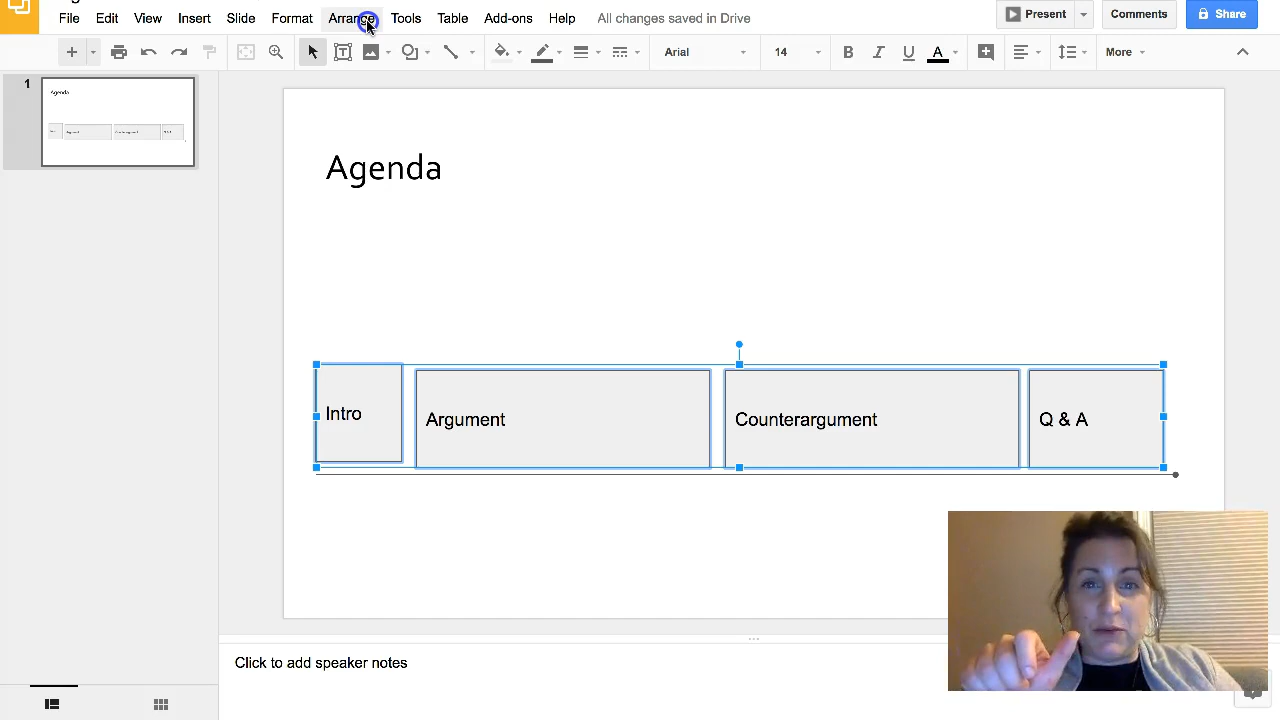 File Edit View Insert Slide Format Arrange Tools Table Add-ons Help All changes saved in Drive
Present Comments Share
Arial 14 B I U A More
1
Agenda
Agenda
Intro Argument Counterargument Q & A
Click to add speaker notes